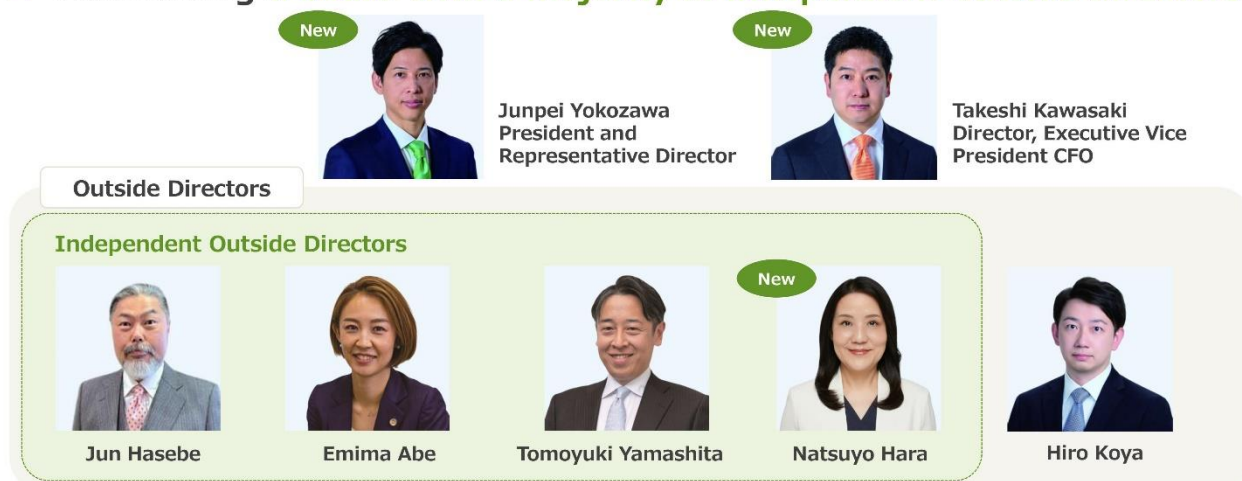 New
New
Junpei Yokozawa
President and
Representative Director
Takeshi Kawasaki
Director, Executive Vice
President CFO
Outside Directors
Independent Outside Directors
New
Jun Hasebe
Emima Abe
Tomoyuki Yamashita
Natsuyo Hara
Hiro Koya